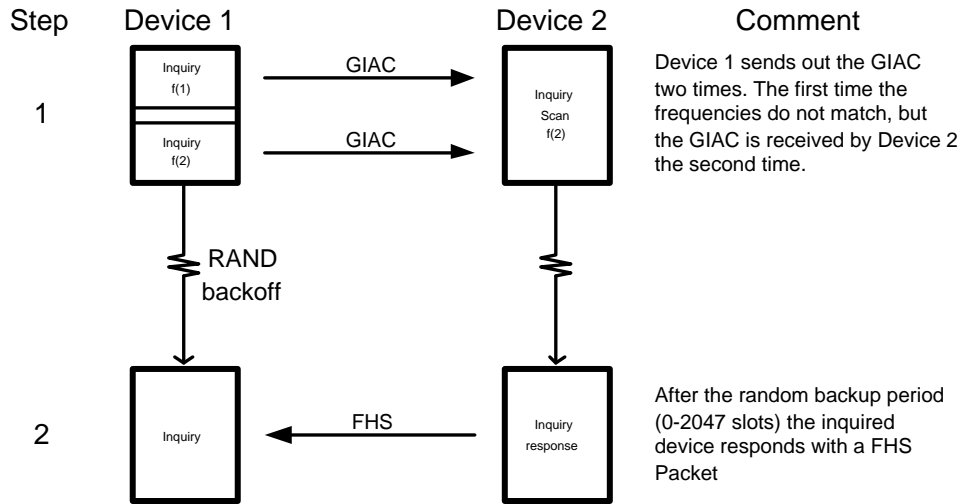 Step Device 1 Device 2 Comment
1
Inquiry
f(1)
Inquiry
f(2)
GIAC
GIAC
Inquiry
Scan
f(2)
Device 1 sends out the GIAC
two times. The first time the
frequencies do not match, but
the GIAC is received by Device 2
the second time.
RAND
backoff
2
Inquiry
FHS
Inquiry
response
After the random backup period
(0-2047 slots) the inquired
device responds with a FHS
Packet